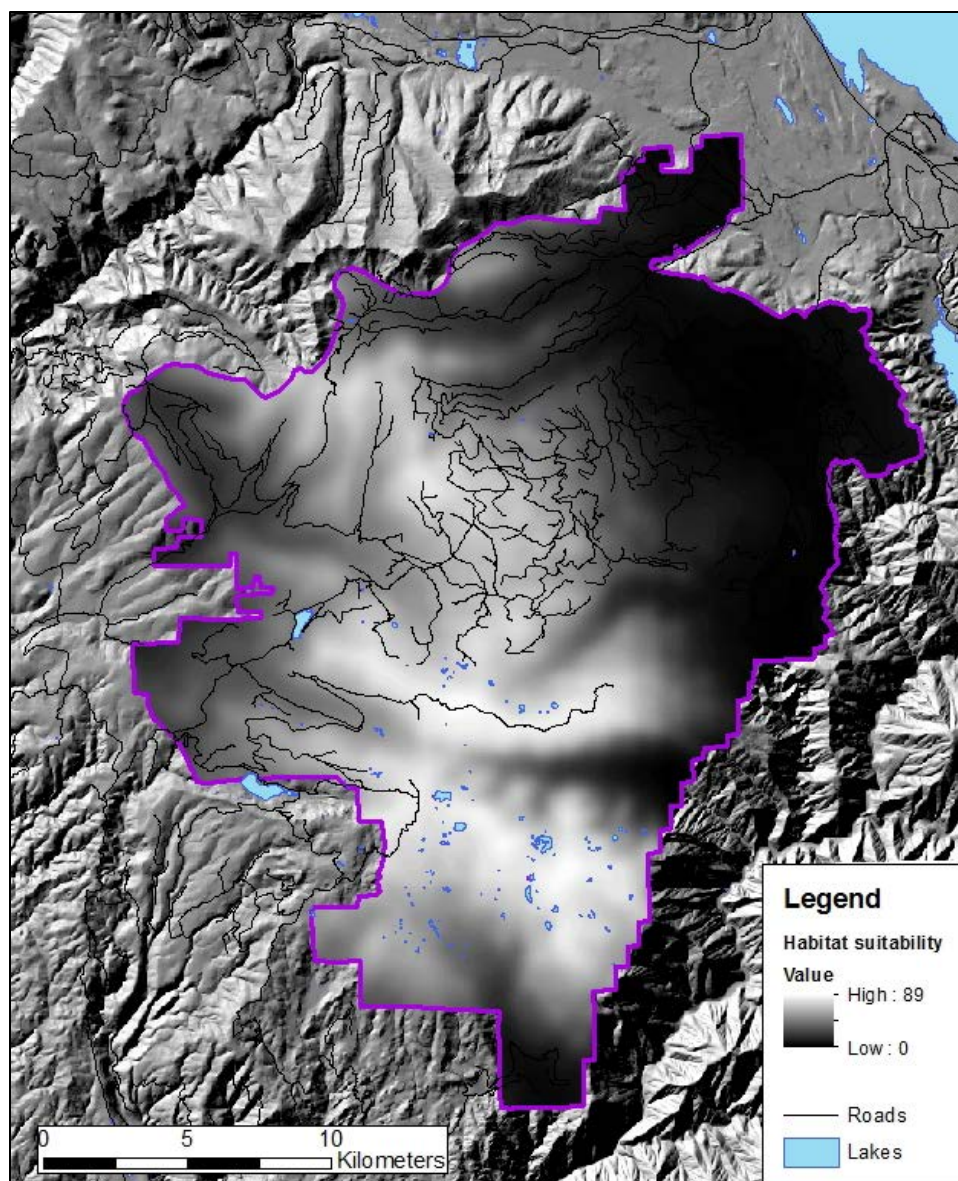 Legend
Habitat suitability
Value
High : 89
Low : 0
Roads
Lakes
0 5 10
Kilometers